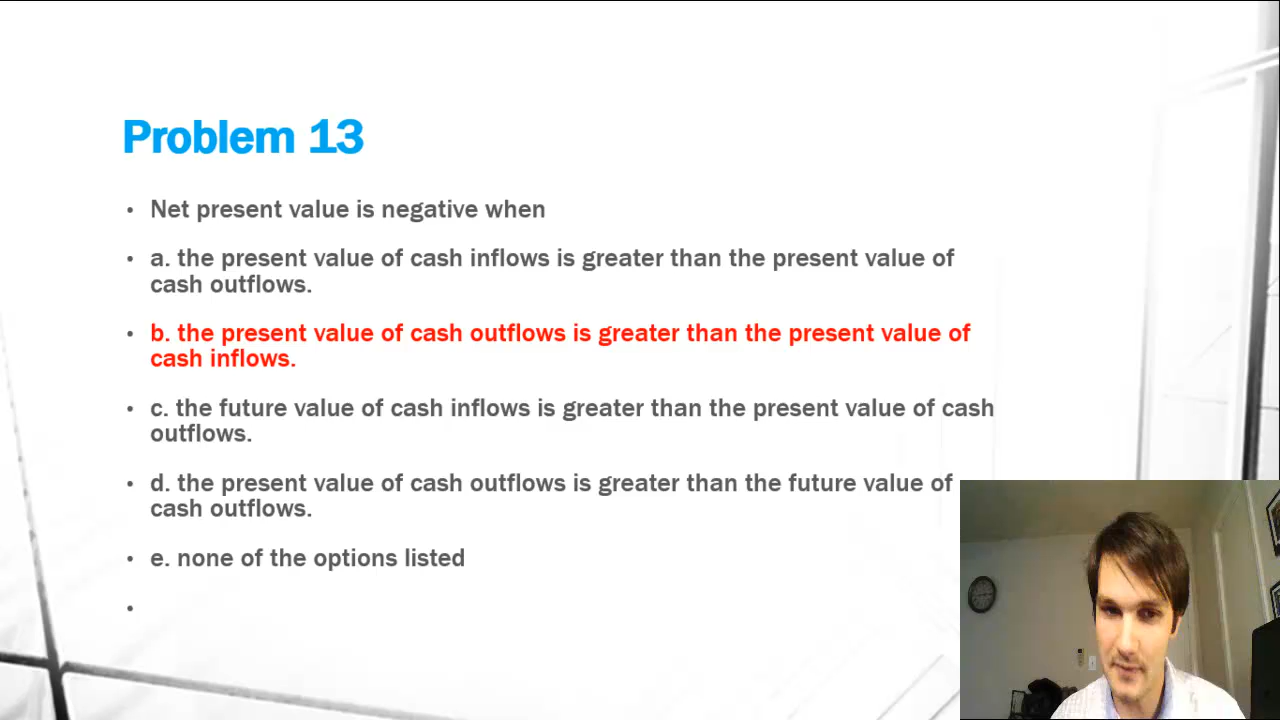 Problem 13
• Net present value is negative when
• a. the present value of cash inflows is greater than the present value of
cash outflows.
• b. the present value of cash outflows is greater than the present value of
cash inflows.
• c. the future value of cash inflows is greater than the present value of cash
outflows.
• d. the present value of cash outflows is greater than the future value of
cash outflows.
• e. none of the options listed
•